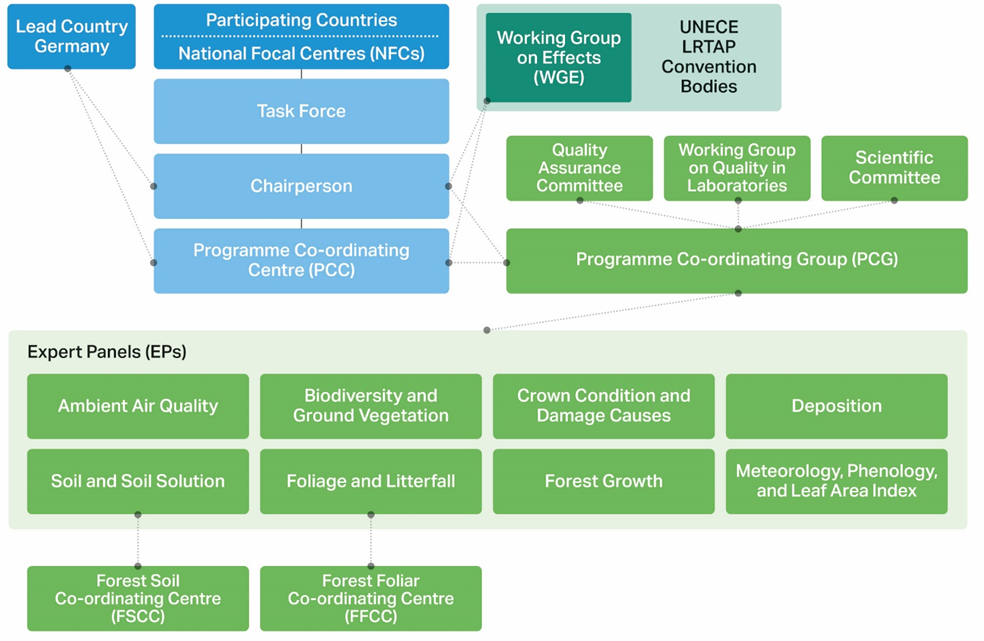 Lead Country
Germany
Participating Countries
National Focal Centres (NFCs)
Task Force
Chairperson
Programme Co-ordinating
Centre (PCC)
Working Group
on Effects
(WGE)
UNECE
LRTAP
Convention
Bodies
Quality
Assurance
Committee
Working Group
on Quality in
Laboratories
Scientific
Committee
Programme Co-ordinating Group (PCG)
Expert Panels (EPs)
Ambient Air Quality
Biodiversity and
Ground Vegetation
Crown Condition and
Damage Causes
Deposition
Soil and Soil Solution
Foliage and Litterfall
Forest Growth
Meteorology, Phenology,
and Leaf Area Index
Forest Soil
Co-ordinating Centre
(FSCC)
Forest Foliar
Co-ordinating Centre
(FFCC)